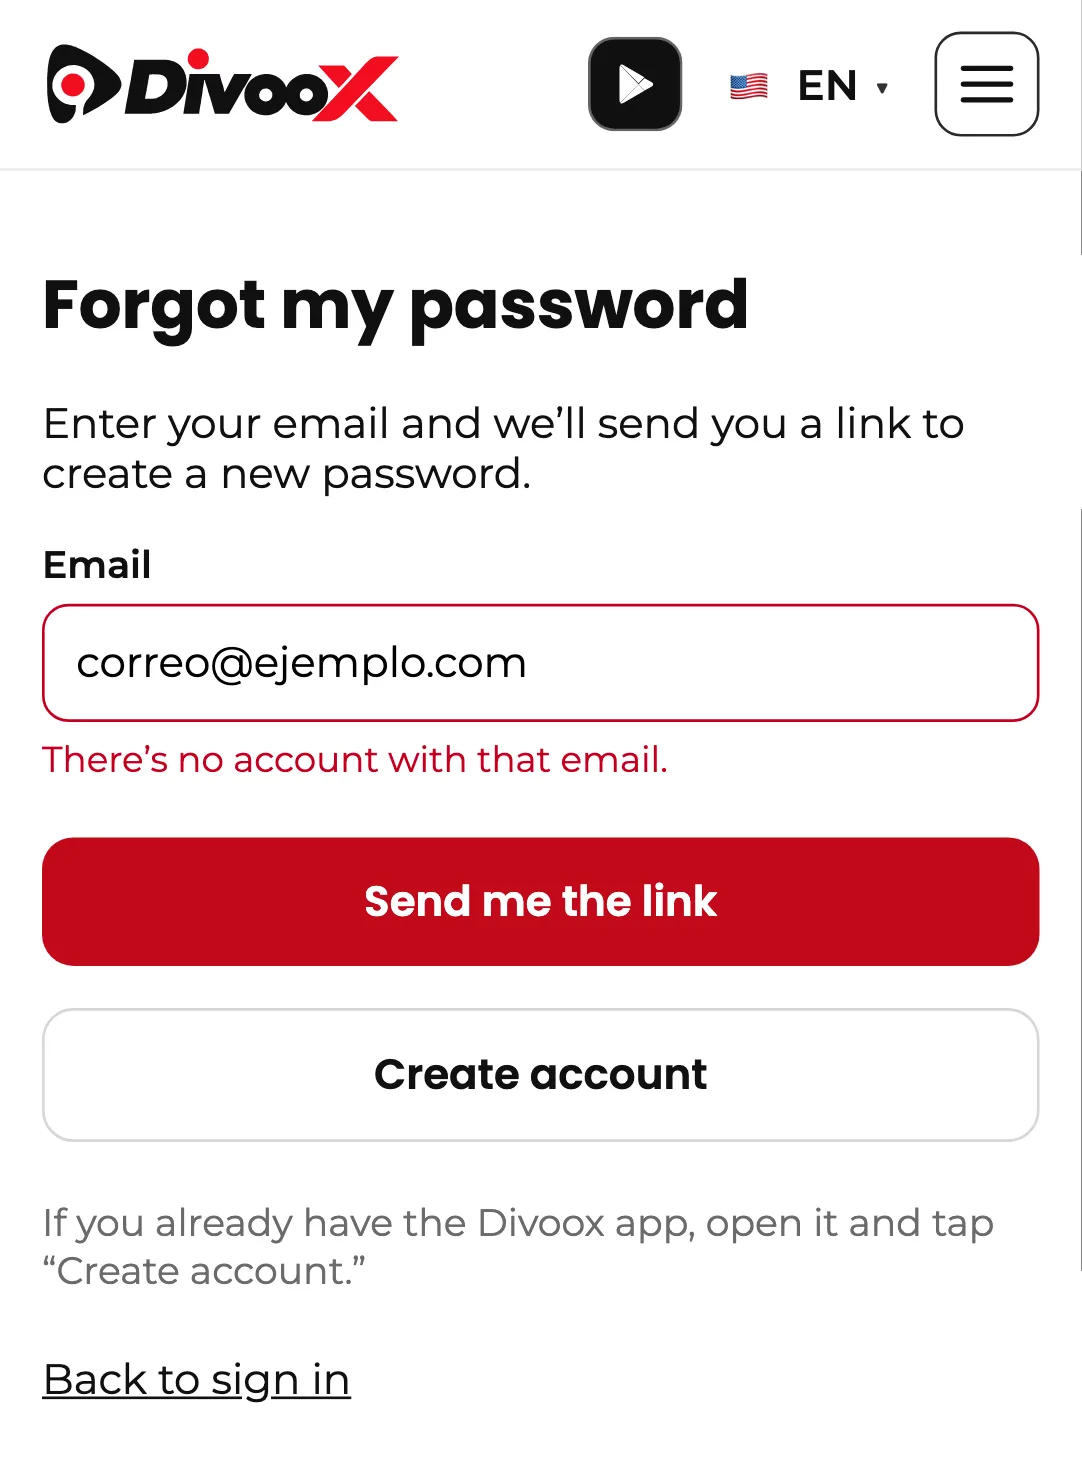 DivooX
EN
Forgot my password
Enter your email and we’ll send you a link to
create a new password.
Email
correo@ejemplo.com
There’s no account with that email.
Send me the link
Create account
If you already have the Divoox app, open it and tap
“Create account.”
Back to sign in